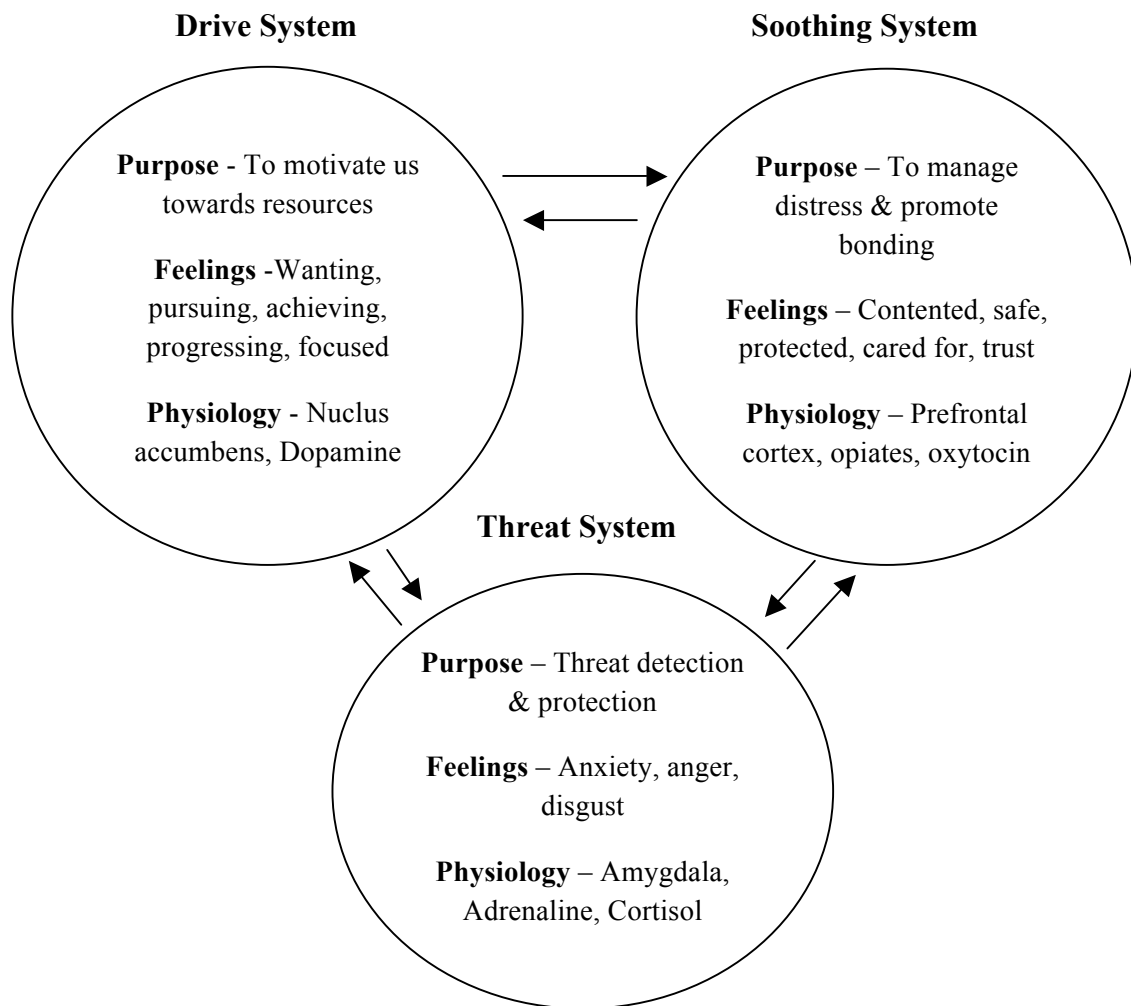 Drive System
Purpose - To motivate us
towards resources
Feelings -Wanting,
pursuing, achieving,
progressing, focused
Physiology - Nuclus
accumbens, Dopamine
Soothing System
Purpose – To manage
distress & promote
bonding
Feelings – Contented, safe,
protected, cared for, trust
Physiology – Prefrontal
cortex, opiates, oxytocin
Threat System
Purpose – Threat detection
& protection
Feelings – Anxiety, anger,
disgust
Physiology – Amygdala,
Adrenaline, Cortisol